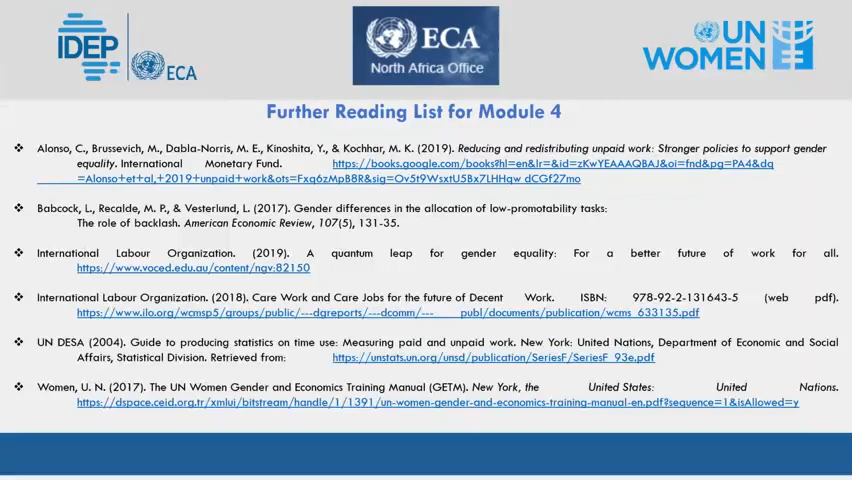 IDEP
ECA
ECA
North Africa Office
UN
WOMEN
Further Reading List for Module 4
❖ Alonso, C., Brussevich, M., Dabla-Norris, M. E., Kinoshita, Y., & Kochhar, M. K. (2019). Reducing and redistributing unpaid work: Stronger policies to support gender
equality. International Monetary Fund. https://books.google.com/books?hl=en&lr=&id=zKwYEAAAQBAJ&oi=fnd&pg=PA4&dq
=Alonso+et+al,+2019+unpaid+work&ots=Fxq6zMpB8R&sig=Ov5t9WsxtU5Bx7LHHqw dCGf27mo
❖ Babcock, L., Recalde, M. P., & Vesterlund, L. (2017). Gender differences in the allocation of low-promotability tasks:
The role of backlash. American Economic Review, 107(5), 131-35.
❖ International Labour Organization. (2019). A quantum leap for gender equality: For a better future of work for all.
https://www.voced.edu.au/content/ngv:82150
❖ International Labour Organization. (2018). Care Work and Care Jobs for the future of Decent Work. ISBN: 978-92-2-131643-5 (web pdf).
https://www.ilo.org/wcmsp5/groups/public/---dgreports/---dcomm/--- publ/documents/publication/wcms_633135.pdf
❖ UN DESA (2004). Guide to producing statistics on time use: Measuring paid and unpaid work. New York: United Nations, Department of Economic and Social
Affairs, Statistical Division. Retrieved from: https://unstats.un.org/unsd/publication/SeriesF/SeriesF_93e.pdf
❖ Women, U. N. (2017). The UN Women Gender and Economics Training Manual (GETM). New York, the United States: United Nations.
https://dspace.ceid.org.tr/xmlui/bitstream/handle/1/1391/un-women-gender-and-economics-training-manual-en.pdf?sequence=1&isAllowed=y